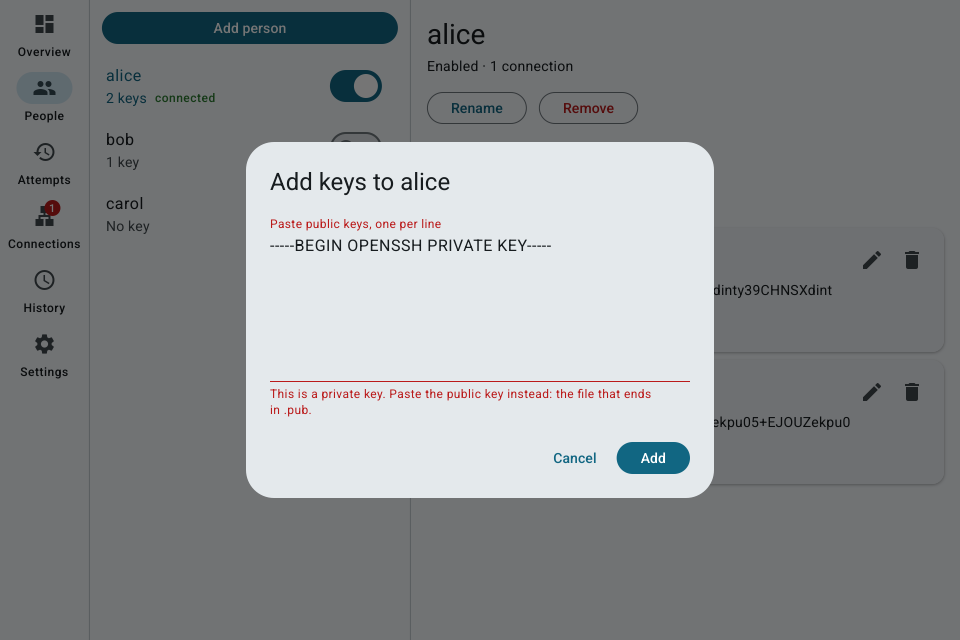 Overview
People
Attempts
1
Connections
History
Settings
Add person
alice
2 keys connected
bob
1 key
carol
No key
alice
Enabled · 1 connection
Rename
Remove
dinty39CHNSXdint
ekpu05+EJOUZekpu0
Add keys to alice
Paste public keys, one per line
-----BEGIN OPENSSH PRIVATE KEY-----
This is a private key. Paste the public key instead: the file that ends
in .pub.
Cancel
Add